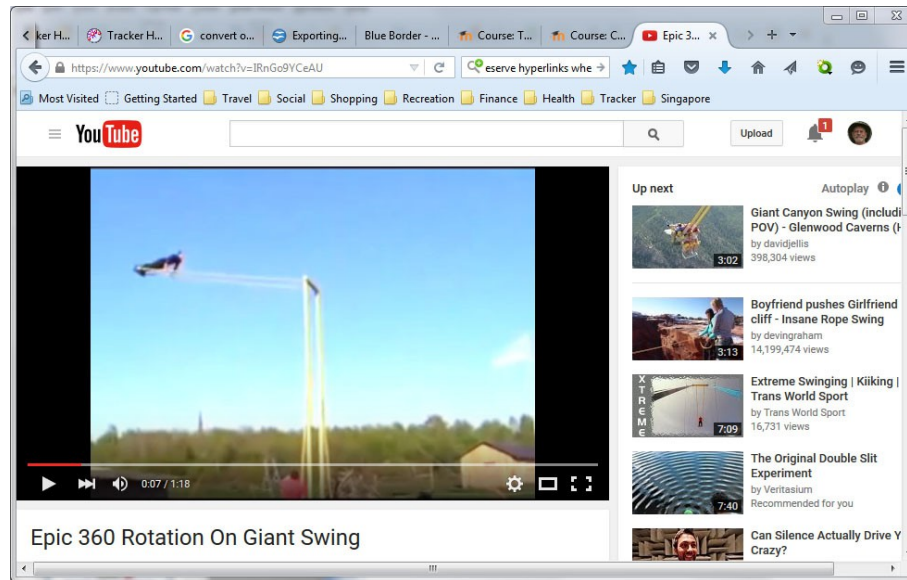 ker H...
Tracker H...
convert o...
Exporting...
Blue Border - ...
Course: T...
Course: C...
Epic 3...
https://www.youtube.com/watch?v=IRnGo9YCeAU
eserve hyperlinks whe
Most Visited Getting Started Travel Social Shopping Recreation Finance Health Tracker Singapore
YouTube
Upload
1
Up next Autoplay
Giant Canyon Swing (includi
POV) - Glenwood Caverns (H
by davidjellis
398,304 views
3:02
Boyfriend pushes Girlfriend
cliff - Insane Rope Swing
by devingraham
14,199,474 views
3:13
XTREME
Extreme Swinging | Kiiking |
Trans World Sport
by Trans World Sport
16,731 views
7:09
The Original Double Slit
Experiment
by Veritasium
Recommended for you
7:40
Can Silence Actually Drive Y
Crazy?
0:07 / 1:18
Epic 360 Rotation On Giant Swing